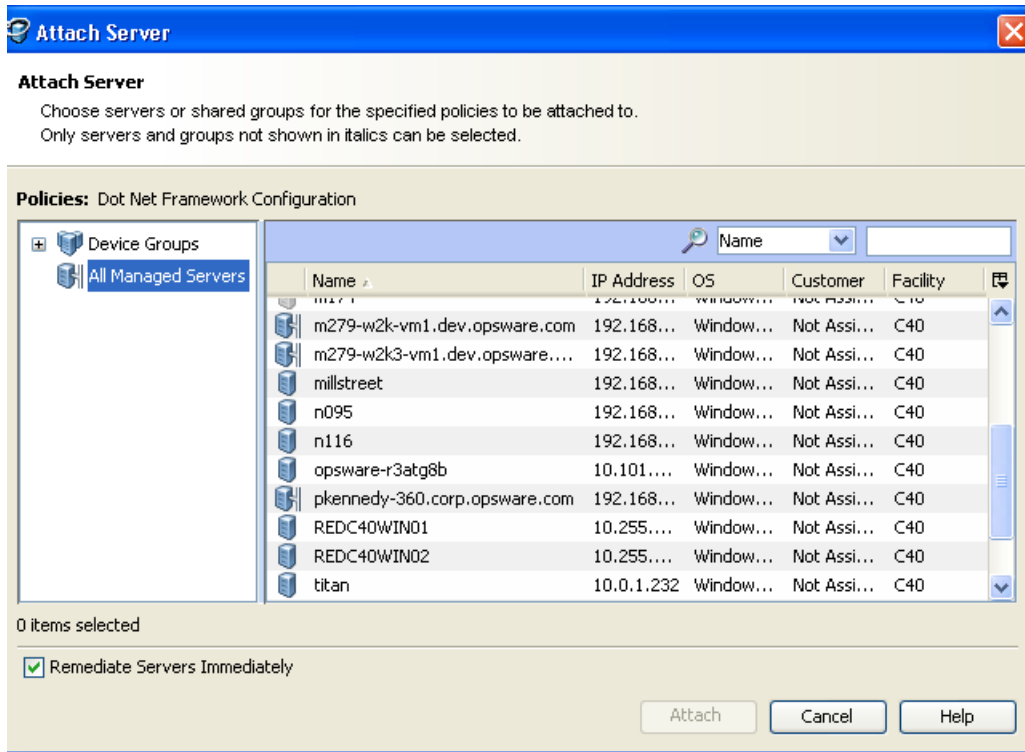 Attach Server
Attach Server
Choose servers or shared groups for the specified policies to be attached to.
Only servers and groups not shown in italics can be selected.
Policies: Dot Net Framework Configuration
Device Groups
All Managed Servers
Name
Name IP Address OS Customer Facility
m279-w2k-vm1.dev.opsware.com 192.168... Window... Not Assi... C40
m279-w2k3-vm1.dev.opsware.... 192.168... Window... Not Assi... C40
millstreet 192.168... Window... Not Assi... C40
n095 192.168... Window... Not Assi... C40
n116 192.168... Window... Not Assi... C40
opsware-r3atg8b 10.101.... Window... Not Assi... C40
pkennedy-360.corp.opsware.com 192.168... Window... Not Assi... C40
REDC40WIN01 10.255.... Window... Not Assi... C40
REDC40WIN02 10.255.... Window... Not Assi... C40
titan 10.0.1.232 Window... Not Assi... C40
0 items selected
Remediate Servers Immediately
Attach Cancel Help